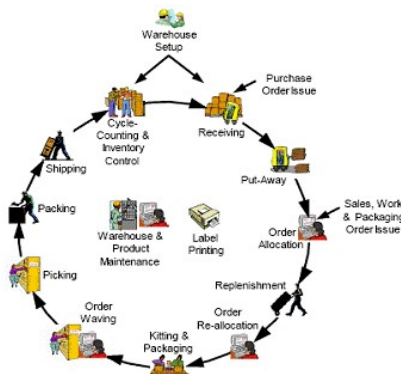 Warehouse
Setup
Purchase
Order Issue
Cycle-
Counting &
Inventory
Control
Receiving
Shipping
Put-Away
Packing
Sales, Work
& Packaging
Order Issue
Order
Allocation
Warehouse &
Product
Maintenance
Label
Printing
Picking
Replenishment
Order
Waving
Order
Re-allocation
Kitting &
Packaging